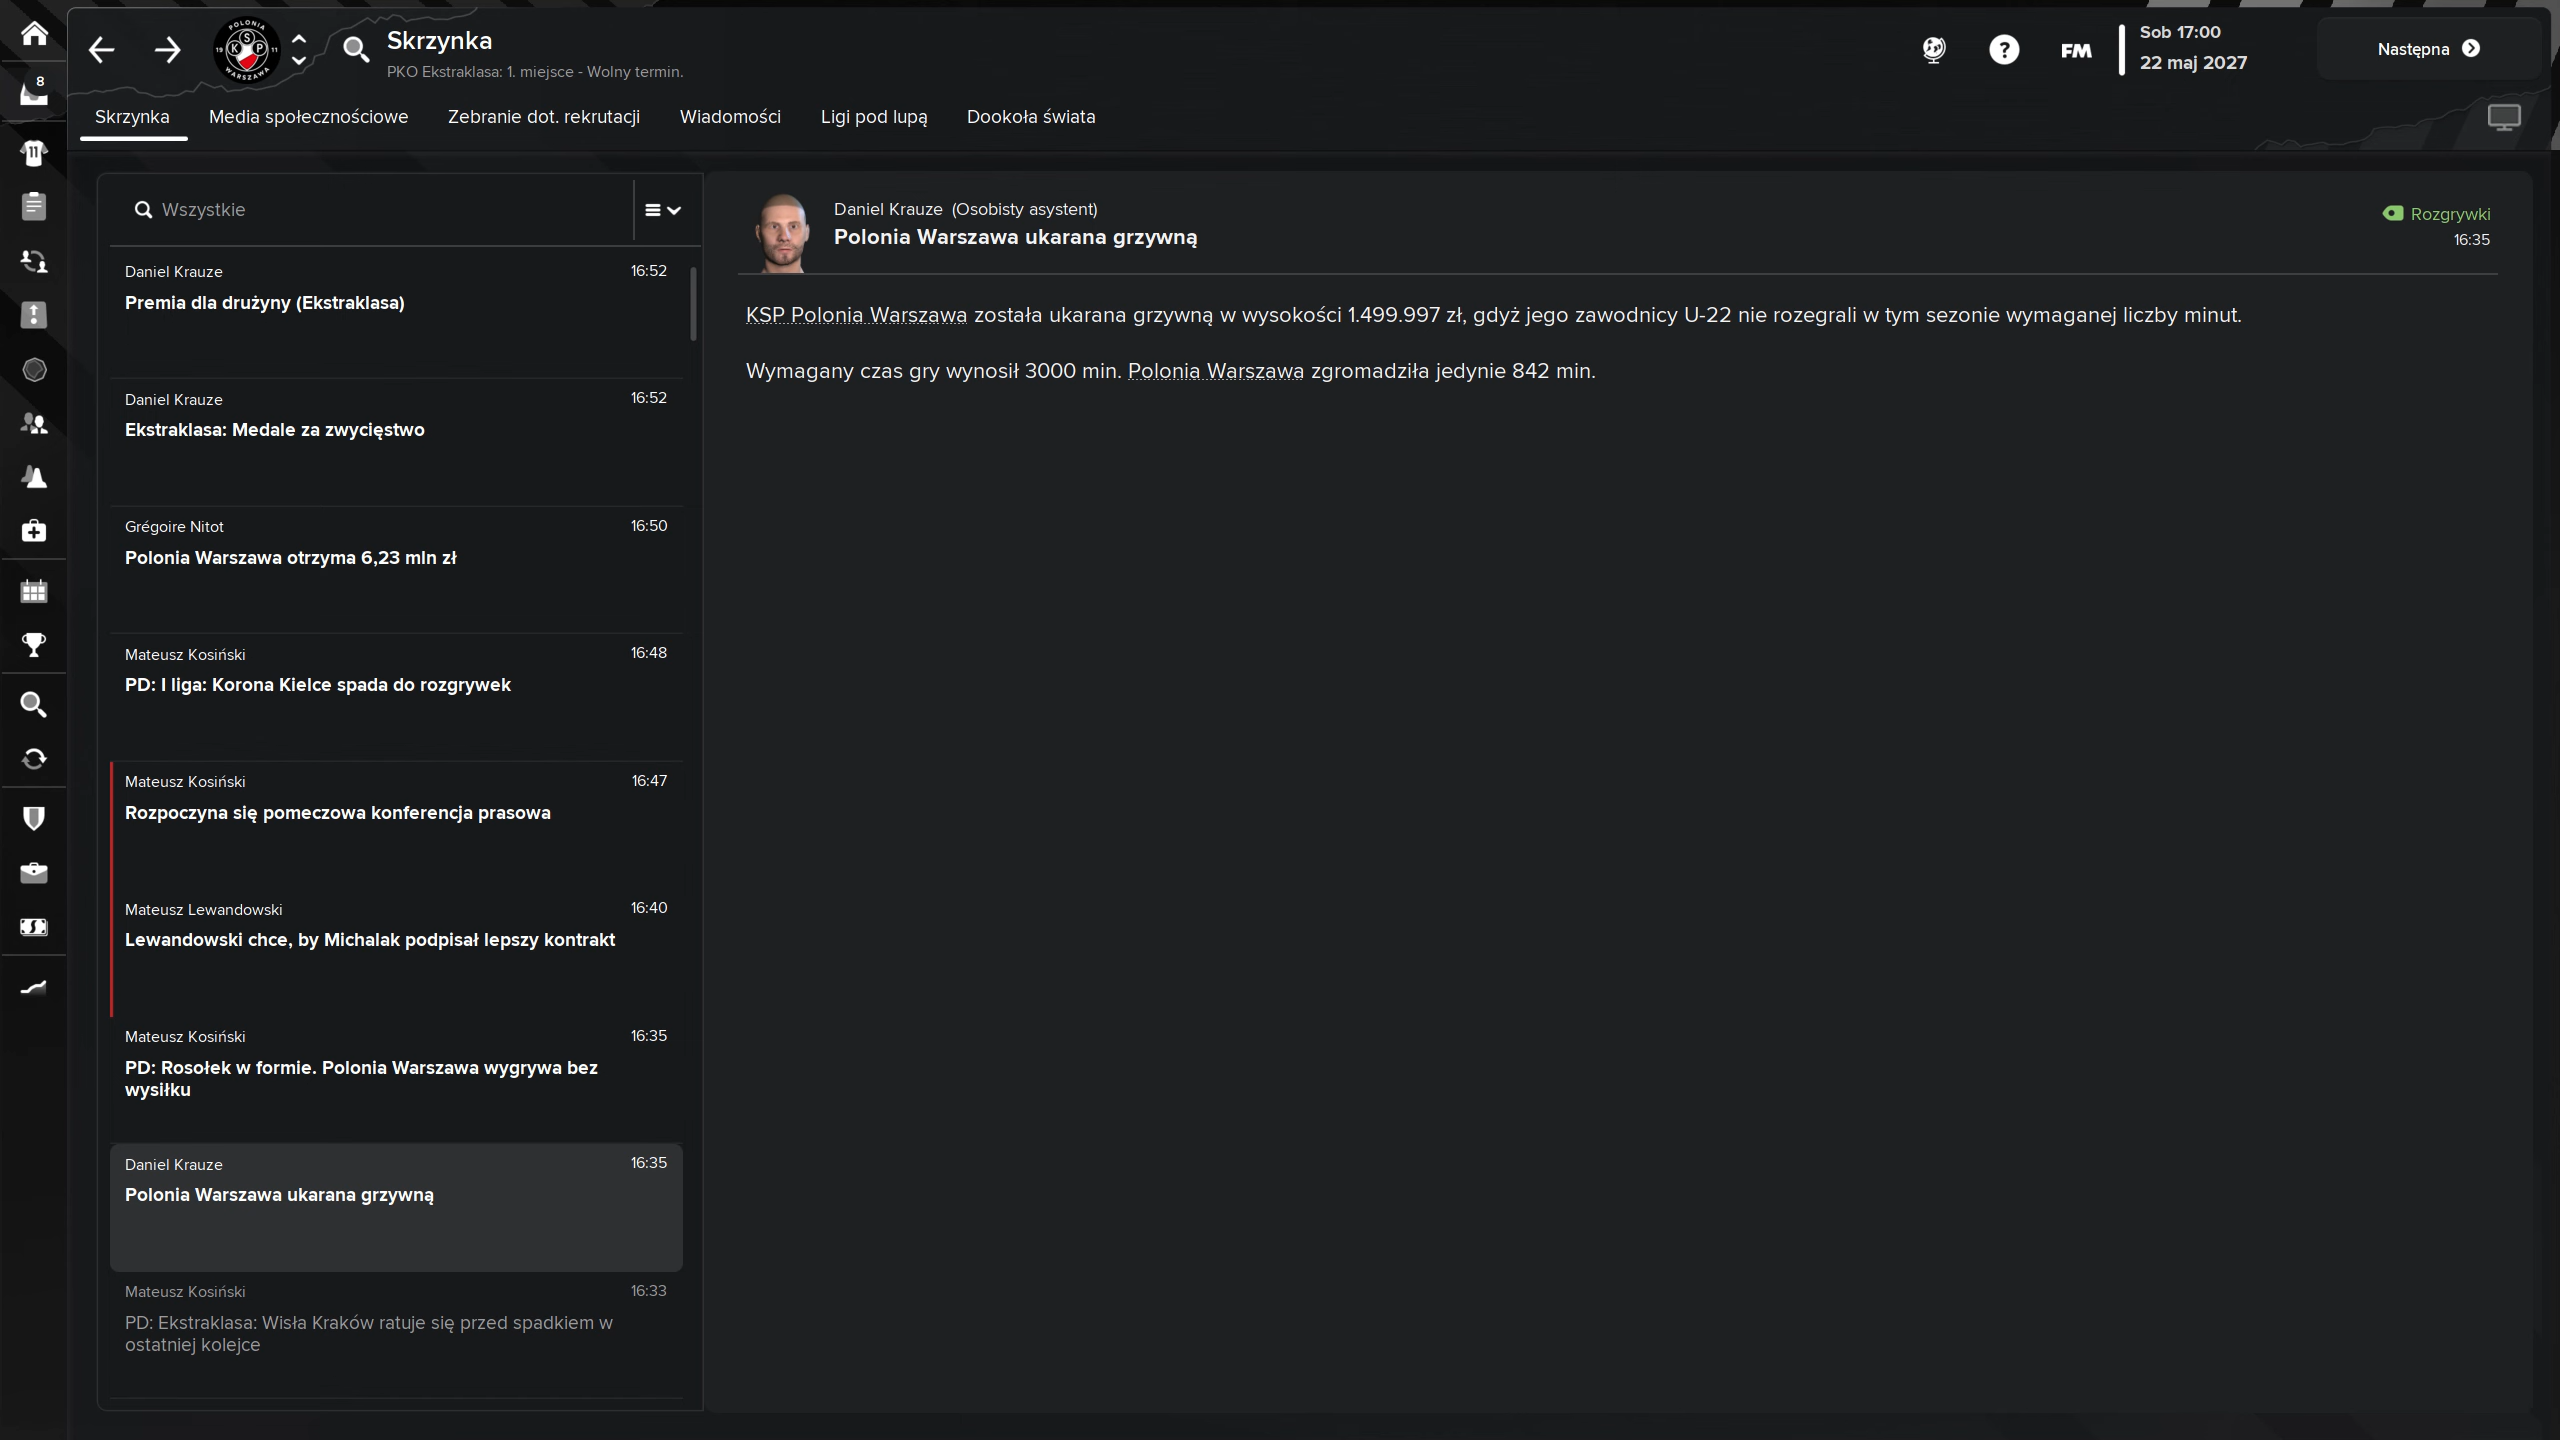 POLONIA
19 KSP 11
WARSZAWA
Skrzynka
PKO Ekstraklasa: 1. miejsce - Wolny termin.
FM
Sob 17:00
22 maj 2027
Następna
8
Skrzynka Media społecznościowe Zebranie dot. rekrutacji Wiadomości Ligi pod lupą Dookoła świata
11
Wszystkie
Daniel Krauze 16:52
Premia dla drużyny (Ekstraklasa)
Daniel Krauze 16:52
Ekstraklasa: Medale za zwycięstwo
Grégoire Nitot 16:50
Polonia Warszawa otrzyma 6,23 mln zł
Mateusz Kosiński 16:48
PD: I liga: Korona Kielce spada do rozgrywek
Mateusz Kosiński 16:47
Rozpoczyna się pomeczowa konferencja prasowa
Mateusz Lewandowski 16:40
Lewandowski chce, by Michalak podpisał lepszy kontrakt
Mateusz Kosiński 16:35
PD: Rosołek w formie. Polonia Warszawa wygrywa bez
wysiłku
Daniel Krauze 16:35
Polonia Warszawa ukarana grzywną
Mateusz Kosiński 16:33
PD: Ekstraklasa: Wisła Kraków ratuje się przed spadkiem w
ostatniej kolejce
Daniel Krauze (Osobisty asystent)
Polonia Warszawa ukarana grzywną
Rozgrywki
16:35
KSP Polonia Warszawa została ukarana grzywną w wysokości 1.499.997 zł, gdyż jego zawodnicy U-22 nie rozegrali w tym sezonie wymaganej liczby minut.
Wymagany czas gry wynosił 3000 min. Polonia Warszawa zgromadziła jedynie 842 min.